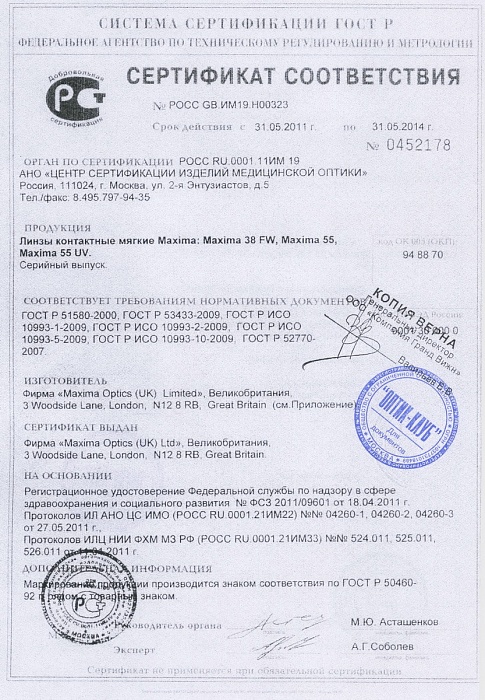 СИСТЕМА СЕРТИФИКАЦИИ ГОСТ Р
ФЕДЕРАЛЬНОЕ АГЕНТСТВО ПО ТЕХНИЧЕСКОМУ РЕГУЛИРОВАНИЮ И МЕТРОЛОГИИ
Добровольная
сертификация
СЕРТИФИКАТ СООТВЕТСТВИЯ
№ РОСС GB.ИМ19.Н00323
Срок действия с 31.05.2011 г. по 31.05.2014 г.
№ 0452178
ОРГАН ПО СЕРТИФИКАЦИИ РОСС RU.0001.11ИМ 19
АНО «ЦЕНТР СЕРТИФИКАЦИИ ИЗДЕЛИЙ МЕДИЦИНСКОЙ ОПТИКИ»
Россия, 111024, г. Москва, ул. 2-я Энтузиастов, д.5
Тел./факс: 8.495.797-94-35
ПРОДУКЦИЯ
Линзы контактные мягкие Maxima: Maxima 38 FW, Maxima 55,
Maxima 55 UV.
Серийный выпуск.
код ОК 005 (ОКП):
94 88 70
СООТВЕТСТВУЕТ ТРЕБОВАНИЯМ НОРМАТИВНЫХ ДОКУМЕНТОВ
ГОСТ Р 51580-2000, ГОСТ Р 53433-2009, ГОСТ Р ИСО
10993-1-2009, ГОСТ Р ИСО 10993-2-2009, ГОСТ Р ИСО
10993-5-2009, ГОСТ Р ИСО 10993-10-2009, ГОСТ Р 52770-
2007.
КОПИЯ ВЕРНА
Генеральный директор
ООО «Компания Гранд Вижн»
Васильев Е.В.
ИЗГОТОВИТЕЛЬ
Фирма «Maxima Optics (UK) Limited», Великобритания,
3 Woodside Lane, London, N12 8 RB, Great Britain (см.Приложение)
"ОПТИК-КЛУБ"
Для
документов
МОСКВА
СЕРТИФИКАТ ВЫДАН
Фирма «Maxima Optics (UK) Ltd», Великобритания,
3 Woodside Lane, London, N12 8 RB, Great Britain.
НА ОСНОВАНИИ
Регистрационное удостоверение Федеральной службы по надзору в сфере
здравоохранения и социального развития № ФСЗ 2011/09601 от 18.04.2011 г.
Протоколов ИЛ АНО ЦС ИМО (РОСС RU.0001.21ИМ22) №№ 04260-1, 04260-2, 04260-3
от 27.05.2011 г.,
Протоколов ИЛЦ НИИ ФХМ МЗ РФ (РОСС RU.0001.21ИМ33) №№ 524.011, 525.011,
526.011 от 11.04.2011 г.
ДОПОЛНИТЕЛЬНАЯ ИНФОРМАЦИЯ
Маркирование продукции производится знаком соответствия по ГОСТ Р 50460-
92 рядом с товарным знаком.
МОСКВА
Руководитель органа
М.Ю. Асташенков
Эксперт
А.Г.Соболев
Сертификат не применяется при обязательной сертификации